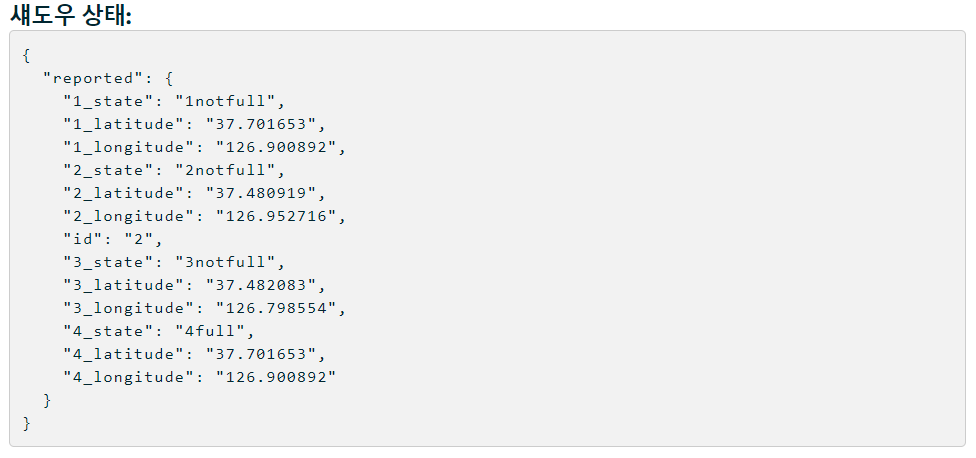 섀도우 상태:
{
  "reported": {
    "1_state": "1notfull",
    "1_latitude": "37.701653",
    "1_longitude": "126.900892",
    "2_state": "2notfull",
    "2_latitude": "37.480919",
    "2_longitude": "126.952716",
    "id": "2",
    "3_state": "3notfull",
    "3_latitude": "37.482083",
    "3_longitude": "126.798554",
    "4_state": "4full",
    "4_latitude": "37.701653",
    "4_longitude": "126.900892"
  }
}